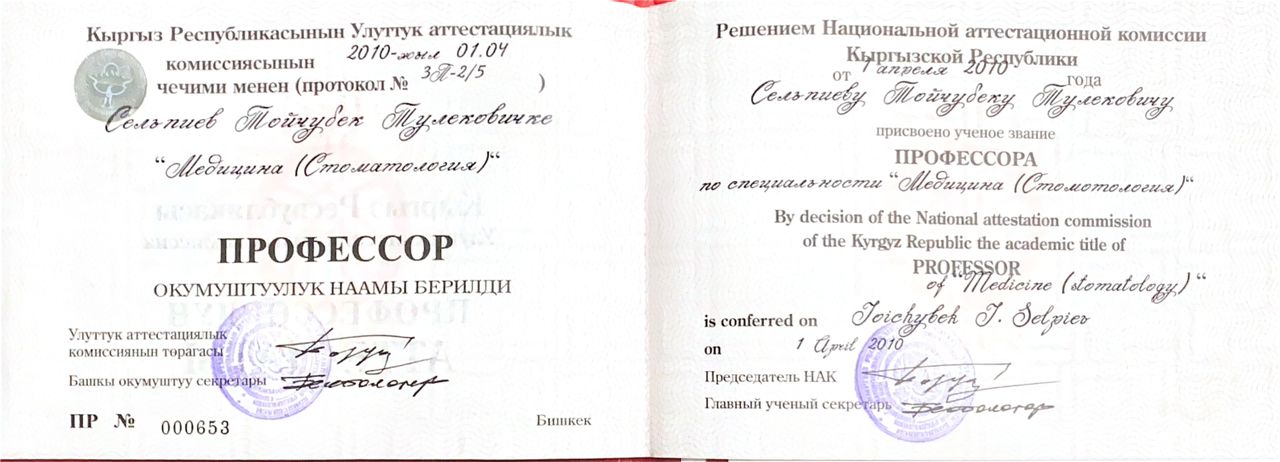 Кыргыз Республикасынын Улуттук аттестациялык
комиссиясынын 2010-жыл 01.04
чечими менен (протокол № ЗП-2/5 )
Сельпиев Тойчубек Тулековичке
“Медицина (Стоматология)“
ПРОФЕССОР
ОКУМУШТУУЛУК НААМЫ БЕРИЛДИ
Улуттук аттестациялык
комиссиянын торагасы
Башкы окумуштуу секретары
ПР № 000653 Бишкек
Решением Национальной аттестационной комиссии
Кыргызской Республики
от 1 апреля 2010 года
Сельпиеву Тойчубеку Тулековичу
присвоено ученое звание
ПРОФЕССОРА
по специальности “Медицина (Стомотология)“
By decision of the National attestation commission
of the Kyrgyz Republic the academic title of
PROFESSOR
of “Medicine (stomatology)“
is conferred on Toichybek T. Selpiev
on 1 April 2010
Председатель НАК
Главный ученый секретарь